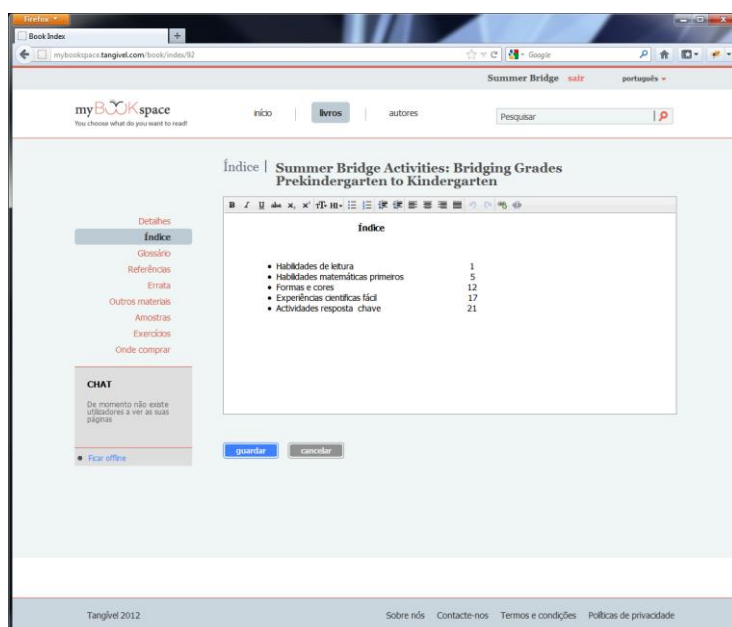 Firefox
Book Index
mybookspace.tangivel.com/book/index/92
Google
Summer Bridge sair português
myBOOKspace
You choose what do you want to read!
início livros autores
Pesquisar
Índice | Summer Bridge Activities: Bridging Grades
Prekindergarten to Kindergarten
B I U abc X, X' TT HI
Detalhes
Índice
Glossário
Referências
Errata
Outros materiais
Amostras
Exercícios
Onde comprar
Índice
Habilidades de leitura 1
Habilidades matemáticas primeiros 5
Formas e cores 12
Experiências cientificas fácil 17
Actividades resposta chave 21
CHAT
De momento não existe
utilizadores a ver as suas
páginas
Ficar offline
guardar cancelar
Tangível 2012 Sobre nós Contacte-nos Termos e condições Políticas de privacidade